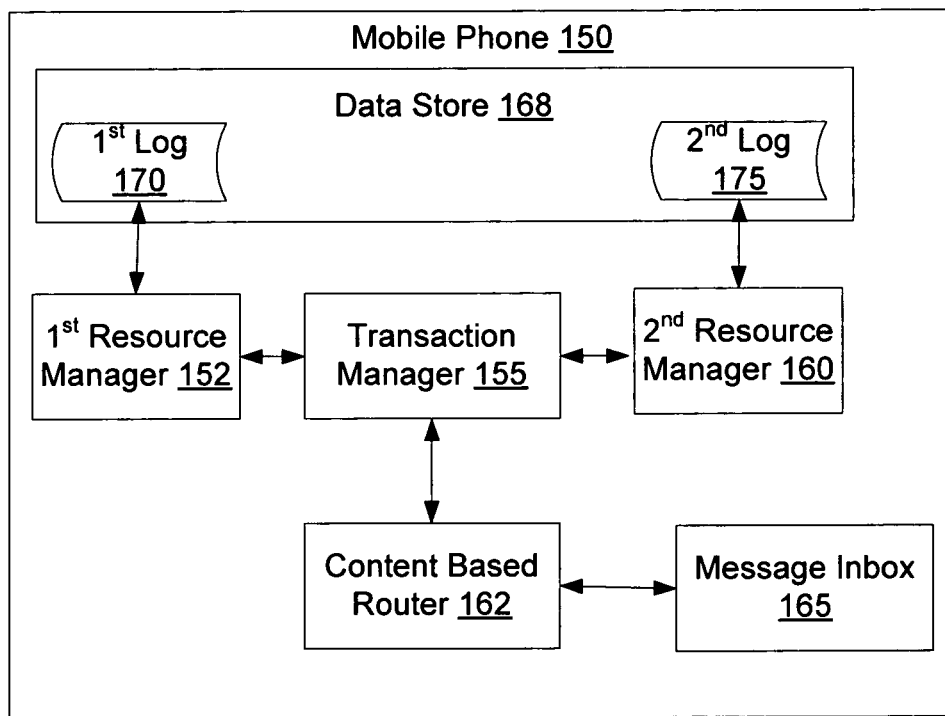 Mobile Phone 150
Data Store 168
1st Log
170
2nd Log
175
1st Resource
Manager 152
Transaction
Manager 155
2nd Resource
Manager 160
Content Based
Router 162
Message Inbox
165